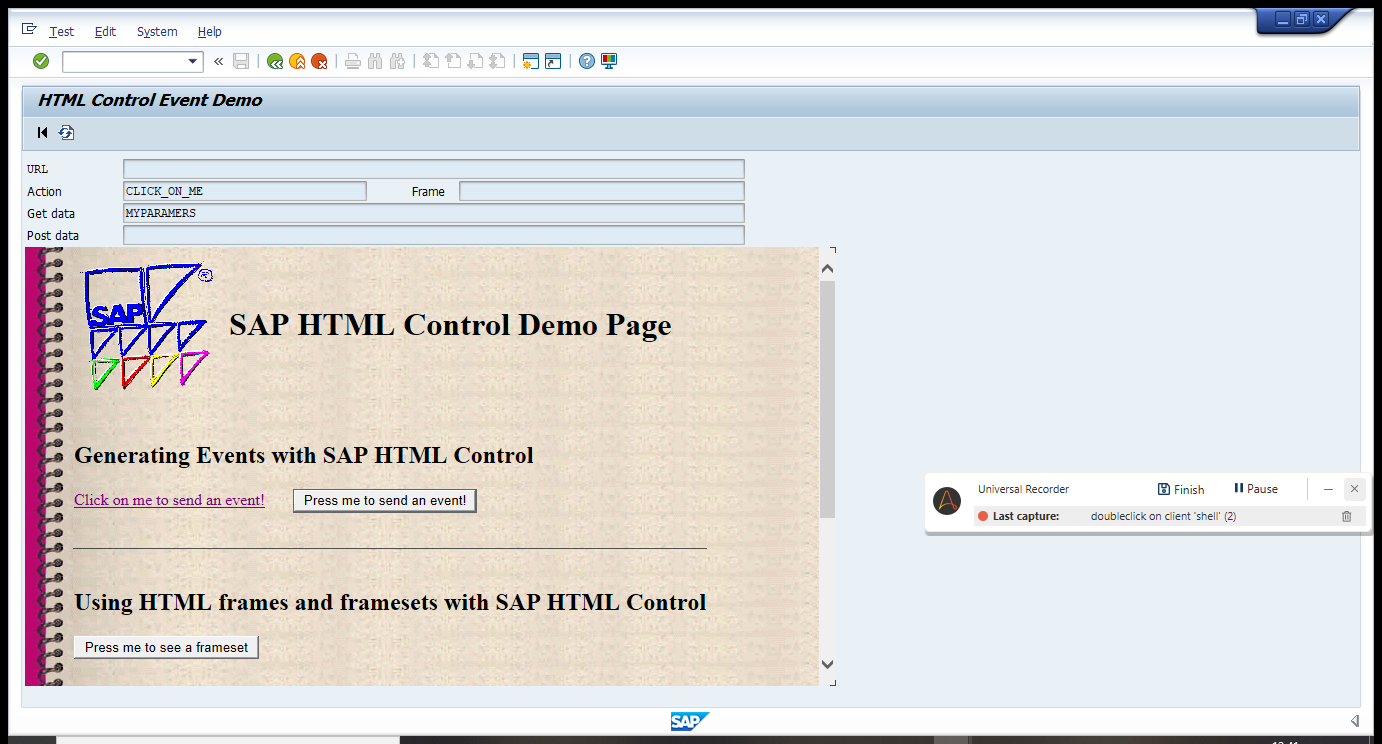 Test Edit System Help
HTML Control Event Demo
URL
Action CLICK_ON_ME Frame
Get data MYPARAMERS
Post data
SAP ®
SAP HTML Control Demo Page
Generating Events with SAP HTML Control
Click on me to send an event! Press me to send an event!
Universal Recorder Finish Pause
Last capture: doubleclick on client 'shell' (2)
Using HTML frames and framesets with SAP HTML Control
Press me to see a frameset
SAP